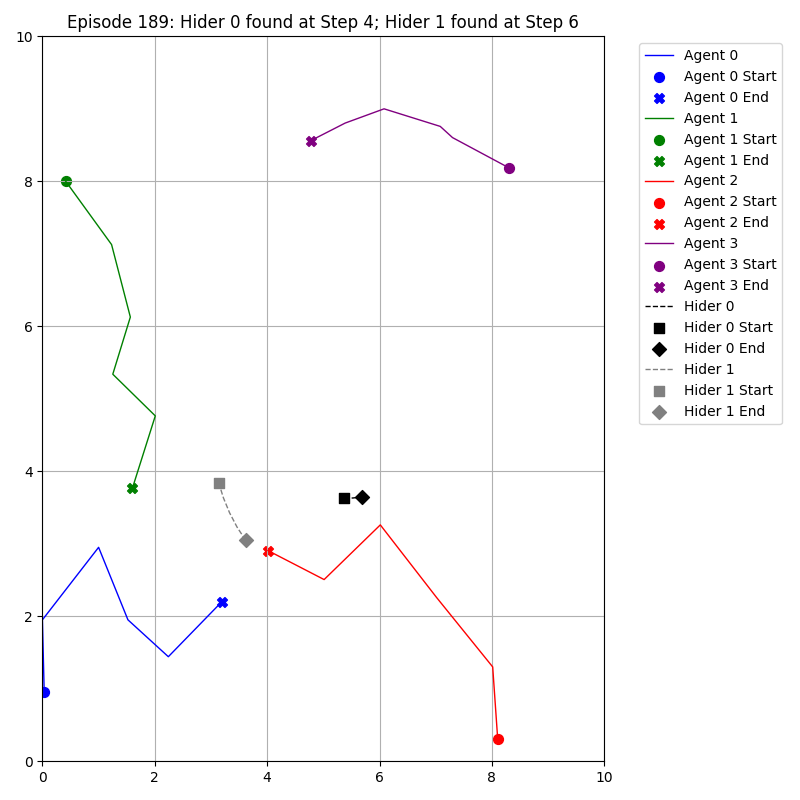 Episode 189: Hider 0 found at Step 4; Hider 1 found at Step 6
10
8
6
4
2
0
0 2 4 6 8 10
Agent 0
Agent 0 Start
Agent 0 End
Agent 1
Agent 1 Start
Agent 1 End
Agent 2
Agent 2 Start
Agent 2 End
Agent 3
Agent 3 Start
Agent 3 End
Hider 0
Hider 0 Start
Hider 0 End
Hider 1
Hider 1 Start
Hider 1 End